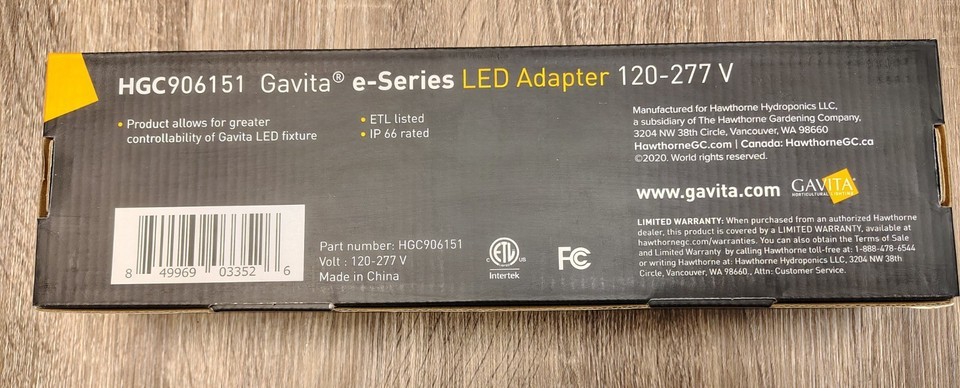 HGC906151 Gavita® e-Series LED Adapter 120-277 V
• Product allows for greater
controllability of Gavita LED fixture
• ETL listed
• IP 66 rated
Manufactured for Hawthorne Hydroponics LLC,
a subsidiary of The Hawthorne Gardening Company,
3204 NW 38th Circle, Vancouver, WA 98660
HawthorneGC.com | Canada: HawthorneGC.ca
©2020. World rights reserved.
www.gavita.com
GAVITA
HORTICULTURAL LIGHTING
LIMITED WARRANTY: When purchased from an authorized Hawthorne
dealer, this product is covered by a LIMITED WARRANTY, available at
hawthornegc.com/warranties. You can also obtain the Terms of Sale
and Limited Warranty by calling Hawthorne toll-free at: 1-888-478-6544
or writing Hawthorne at: Hawthorne Hydroponics LLC, 3204 NW 38th
Circle, Vancouver, WA 98660., Attn: Customer Service.
8 49969 03352 6
Part number: HGC906151
Volt : 120-277 V
Made in China
C ETL US
Intertek
FC